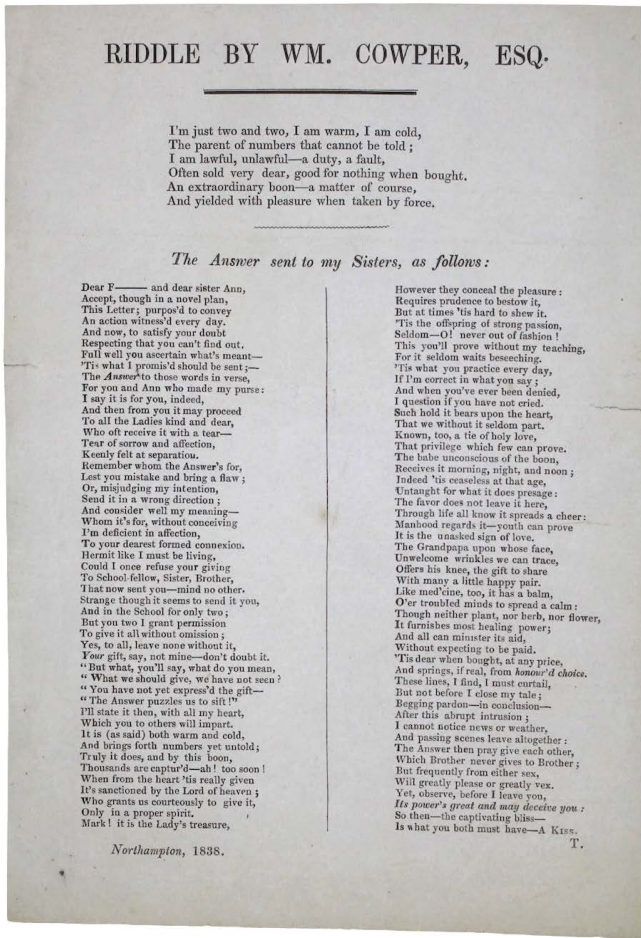 RIDDLE BY WM. COWPER, ESQ.
I'm just two and two, I am warm, I am cold,
The parent of numbers that cannot be told ;
I am lawful, unlawful—a duty, a fault,
Often sold very dear, good for nothing when bought.
An extraordinary boon—a matter of course,
And yielded with pleasure when taken by force.
The Answer sent to my Sisters, as follows :
Dear F—— and dear sister Ann,
Accept, though in a novel plan,
This Letter; purpos'd to convey
An action witness'd every day.
And now, to satisfy your doubt
Respecting that you can't find out.
Full well you ascertain what's meant—
'Tis what I promis'd should be sent ;—
The Answer to those words in verse,
For you and Ann who made my purse :
I say it is for you, indeed,
And then from you it may proceed
To all the Ladies kind and dear,
Who oft receive it with a tear—
Tear of sorrow and affection,
Keenly felt at separation.
Remember whom the Answer's for,
Lest you mistake and bring a flaw ;
Or, misjudging my intention,
Send it in a wrong direction ;
And consider well my meaning—
Whom it's for, without conceiving
I'm deficient in affection,
To your dearest formed connexion.
Hermit like I must be living,
Could I once refuse your giving
To School-fellow, Sister, Brother,
That now sent you—mind no other.
Strange though it seems to send it you,
And in the School for only two ;
But you two I grant permission
To give it all without omission ;
Yes, to all, leave none without it,
Your gift, say, not mine—don't doubt it.
" But what, you'll say, what do you mean,
" What we should give, we have not seen ?
" You have not yet express'd the gift—
" The Answer puzzles us to sift !"
I'll state it then, with all my heart,
Which you to others will impart.
It is (as said) both warm and cold,
And brings forth numbers yet untold;
Truly it does, and by this boon,
Thousands are captur'd—ah ! too soon !
When from the heart 'tis really given
It's sanctioned by the Lord of heaven ;
Who grants us courteously to give it,
Only in a proper spirit.
Mark ! it is the Lady's treasure,
Northampton, 1838.
However they conceal the pleasure :
Requires prudence to bestow it,
But at times 'tis hard to shew it.
'Tis the offspring of strong passion,
Seldom—O! never out of fashion !
This you'll prove without my teaching,
For it seldom waits beseeching.
'Tis what you practice every day,
If I'm correct in what you say ;
And when you've ever been denied,
I question if you have not cried.
Such hold it bears upon the heart,
That we without it seldom part.
Known, too, a tie of holy love,
That privilege which few can prove.
The babe unconscious of the boon,
Receives it morning, night, and noon ;
Indeed 'tis ceaseless at that age,
Untaught for what it does presage :
The favor does not leave it here,
Through life all know it spreads a cheer :
Manhood regards it—youth can prove
It is the unasked sign of love.
The Grandpapa upon whose face,
Unwelcome wrinkles we can trace,
Offers his knee, the gift to share
With many a little happy pair.
Like med'cine, too, it has a balm,
O'er troubled minds to spread a calm :
Though neither plant, nor herb, nor flower,
It furnishes most healing power;
And all can minister its aid,
Without expecting to be paid.
'Tis dear when bought, at any price,
And springs, if real, from honour'd choice.
These lines, I find, I must curtail,
But not before I close my tale ;
Begging pardon—in conclusion—
After this abrupt intrusion ;
I cannot notice news or weather,
And passing scenes leave altogether :
The Answer then pray give each other,
Which Brother never gives to Brother ;
But frequently from either sex,
Will greatly please or greatly vex.
Yet, observe, before I leave you,
Its power's great and may deceive you :
So then—the captivating bliss—
Is what you both must have—A KISS.
T.